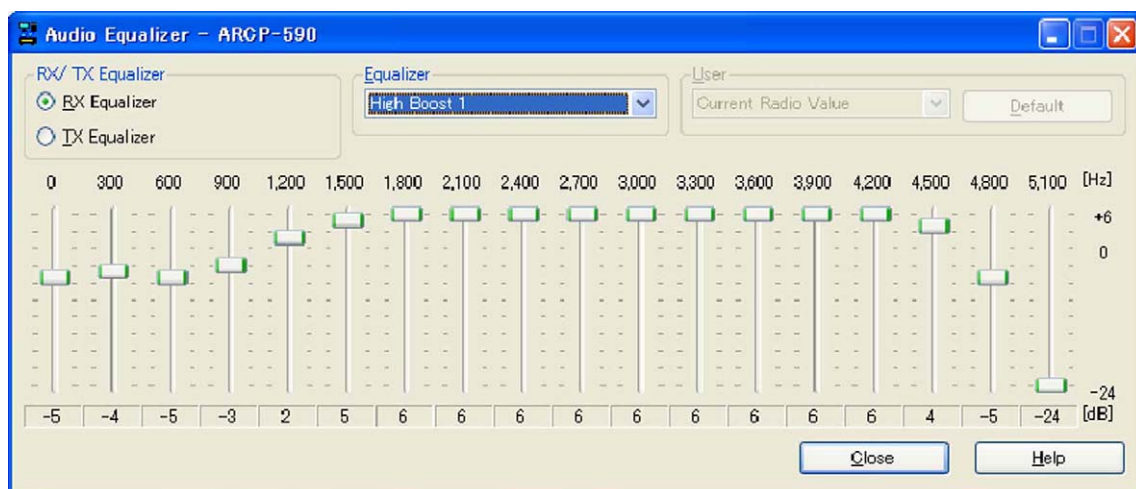 Audio Equalizer - ARCP-590
RX/ TX Equalizer
RX Equalizer
TX Equalizer
Equalizer
High Boost 1
User
Current Radio Value
Default
0 300 600 900 1,200 1,500 1,800 2,100 2,400 2,700 3,000 3,300 3,600 3,900 4,200 4,500 4,800 5,100 [Hz]
+6
0
-24
-5 -4 -5 -3 2 5 6 6 6 6 6 6 6 6 6 4 -5 -24 [dB]
Close Help